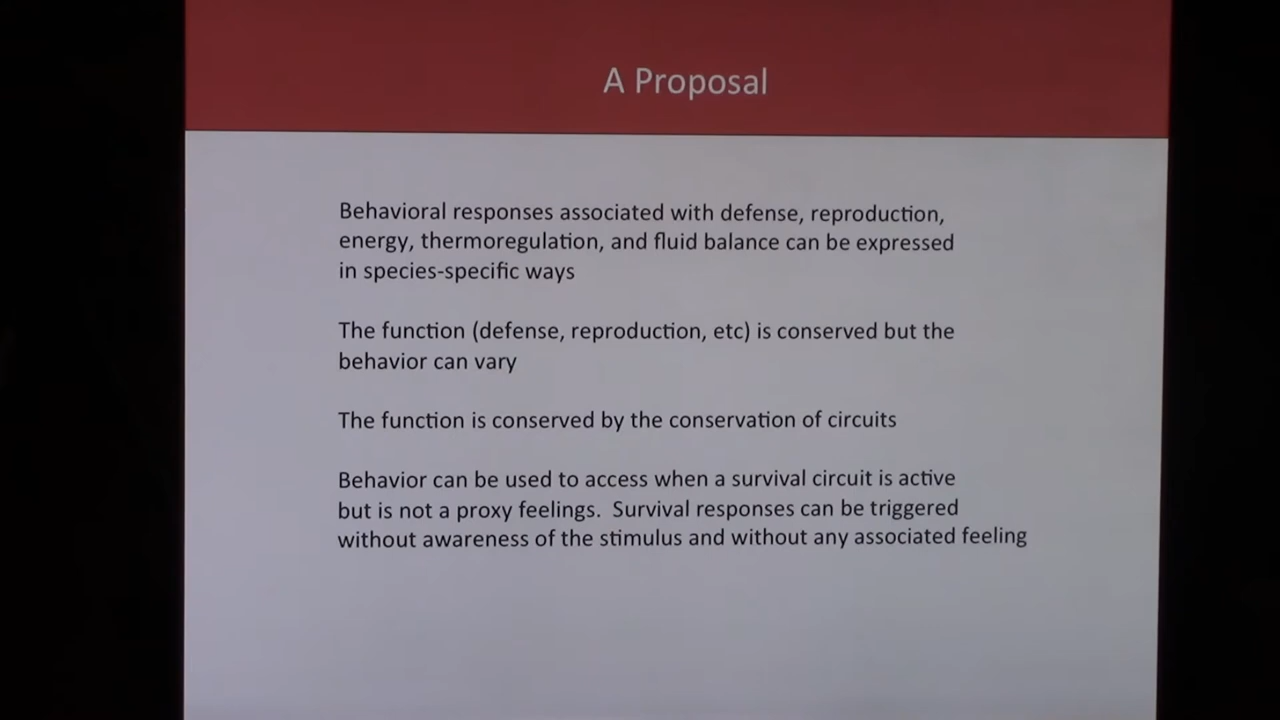 A Proposal
Behavioral responses associated with defense, reproduction,
energy, thermoregulation, and fluid balance can be expressed
in species-specific ways
The function (defense, reproduction, etc) is conserved but the
behavior can vary
The function is conserved by the conservation of circuits
Behavior can be used to access when a survival circuit is active
but is not a proxy feelings.  Survival responses can be triggered
without awareness of the stimulus and without any associated feeling